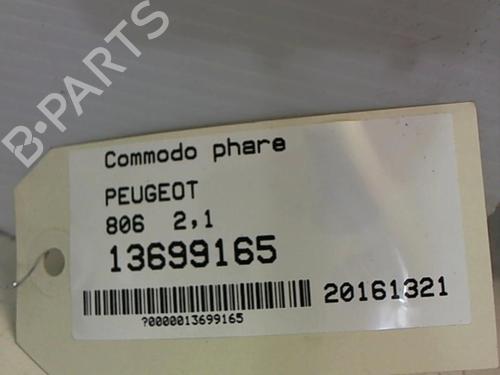 B-PARTS
Commodo phare
PEUGEOT
806 2,1
13699165
20161321
?0000013699165